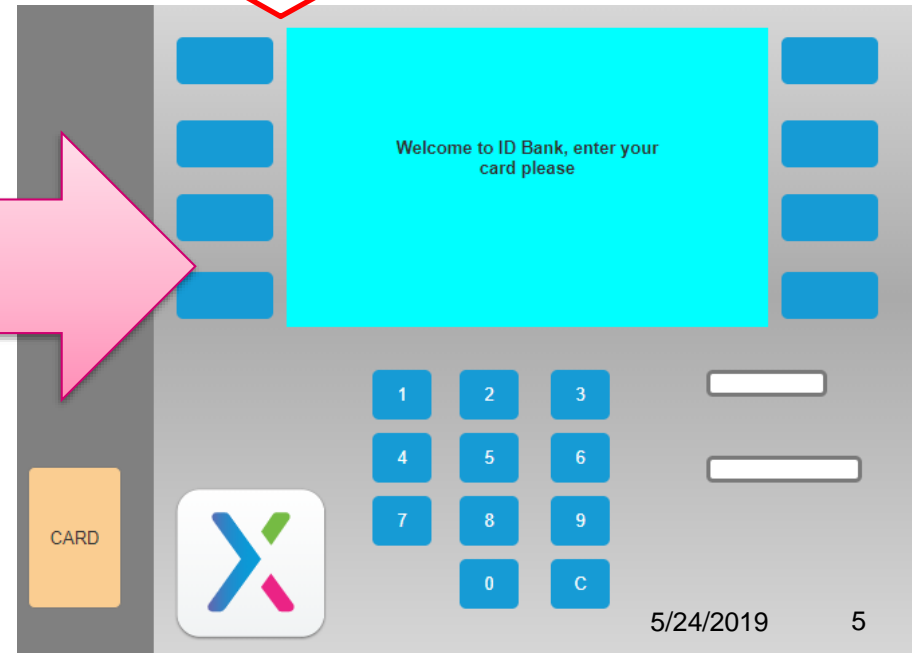 Welcome to ID Bank, enter your
card please
1 2 3
4 5 6
7 8 9
0 C
CARD
5/24/2019 5